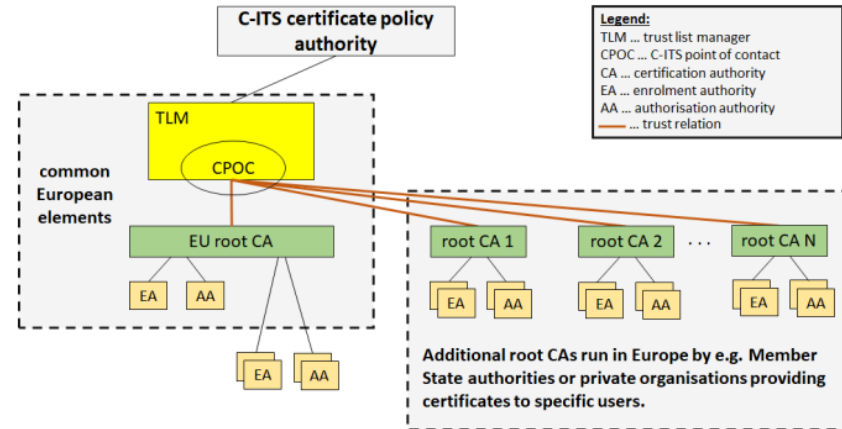 C-ITS certificate policy
authority
Legend:
TLM ... trust list manager
CPOC ... C-ITS point of contact
CA ... certification authority
EA ... enrolment authority
AA ... authorisation authority
... trust relation
TLM
CPOC
common
European
elements
EU root CA
EA
AA
EA
AA
root CA 1
root CA 2
. . .
root CA N
EA
AA
EA
AA
EA
AA
Additional root CAs run in Europe by e.g. Member
State authorities or private organisations providing
certificates to specific users.